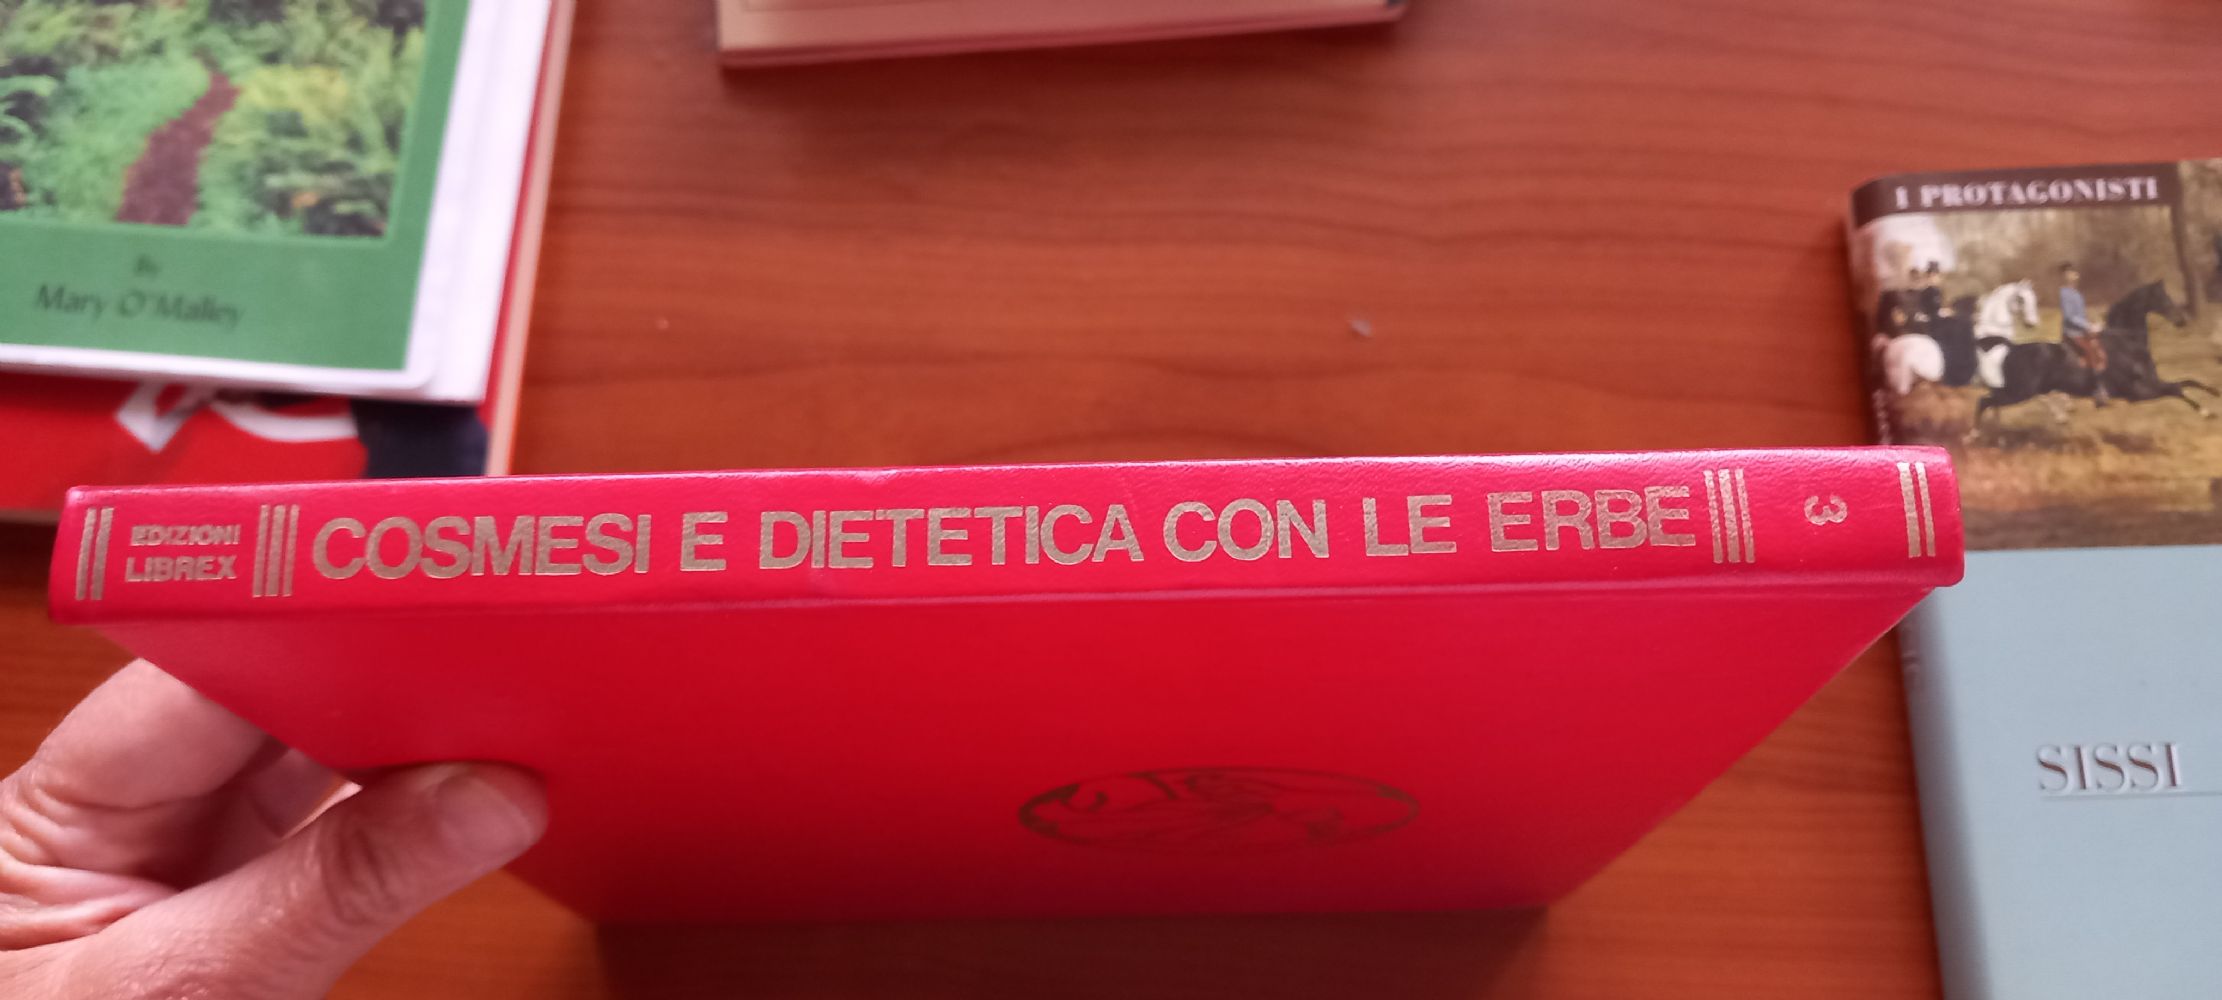 By
Mary O'Malley
I PROTAGONISTI
EDIZIONI
LIBREX
COSMESI E DIETETICA CON LE ERBE
3
SISSI